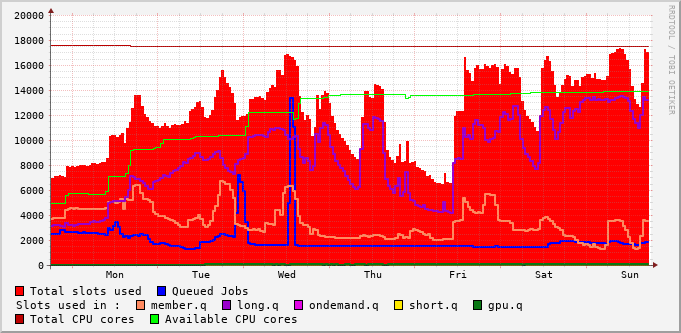 20000
18000
16000
14000
12000
10000
8000
6000
4000
2000
0
Mon Tue Wed Thu Fri Sat Sun
RRDTOOL / TOBI OETIKER
Total slots used Queued Jobs
Slots used in : member.q long.q ondemand.q short.q gpu.q
Total CPU cores Available CPU cores